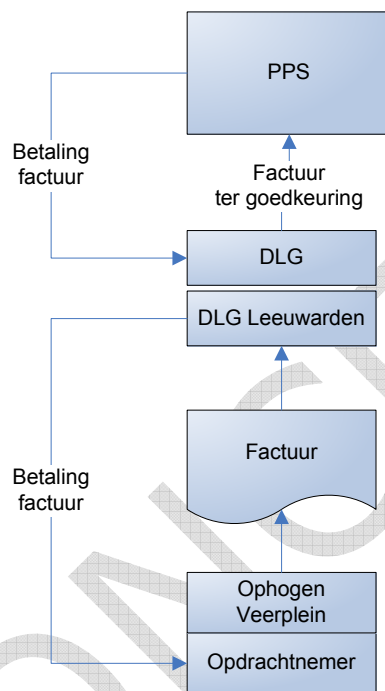 PPS
Betaling
factuur
Factuur
ter goedkeuring
DLG
DLG Leeuwarden
Factuur
Betaling
factuur
Ophogen
Veerplein
Opdrachtnemer